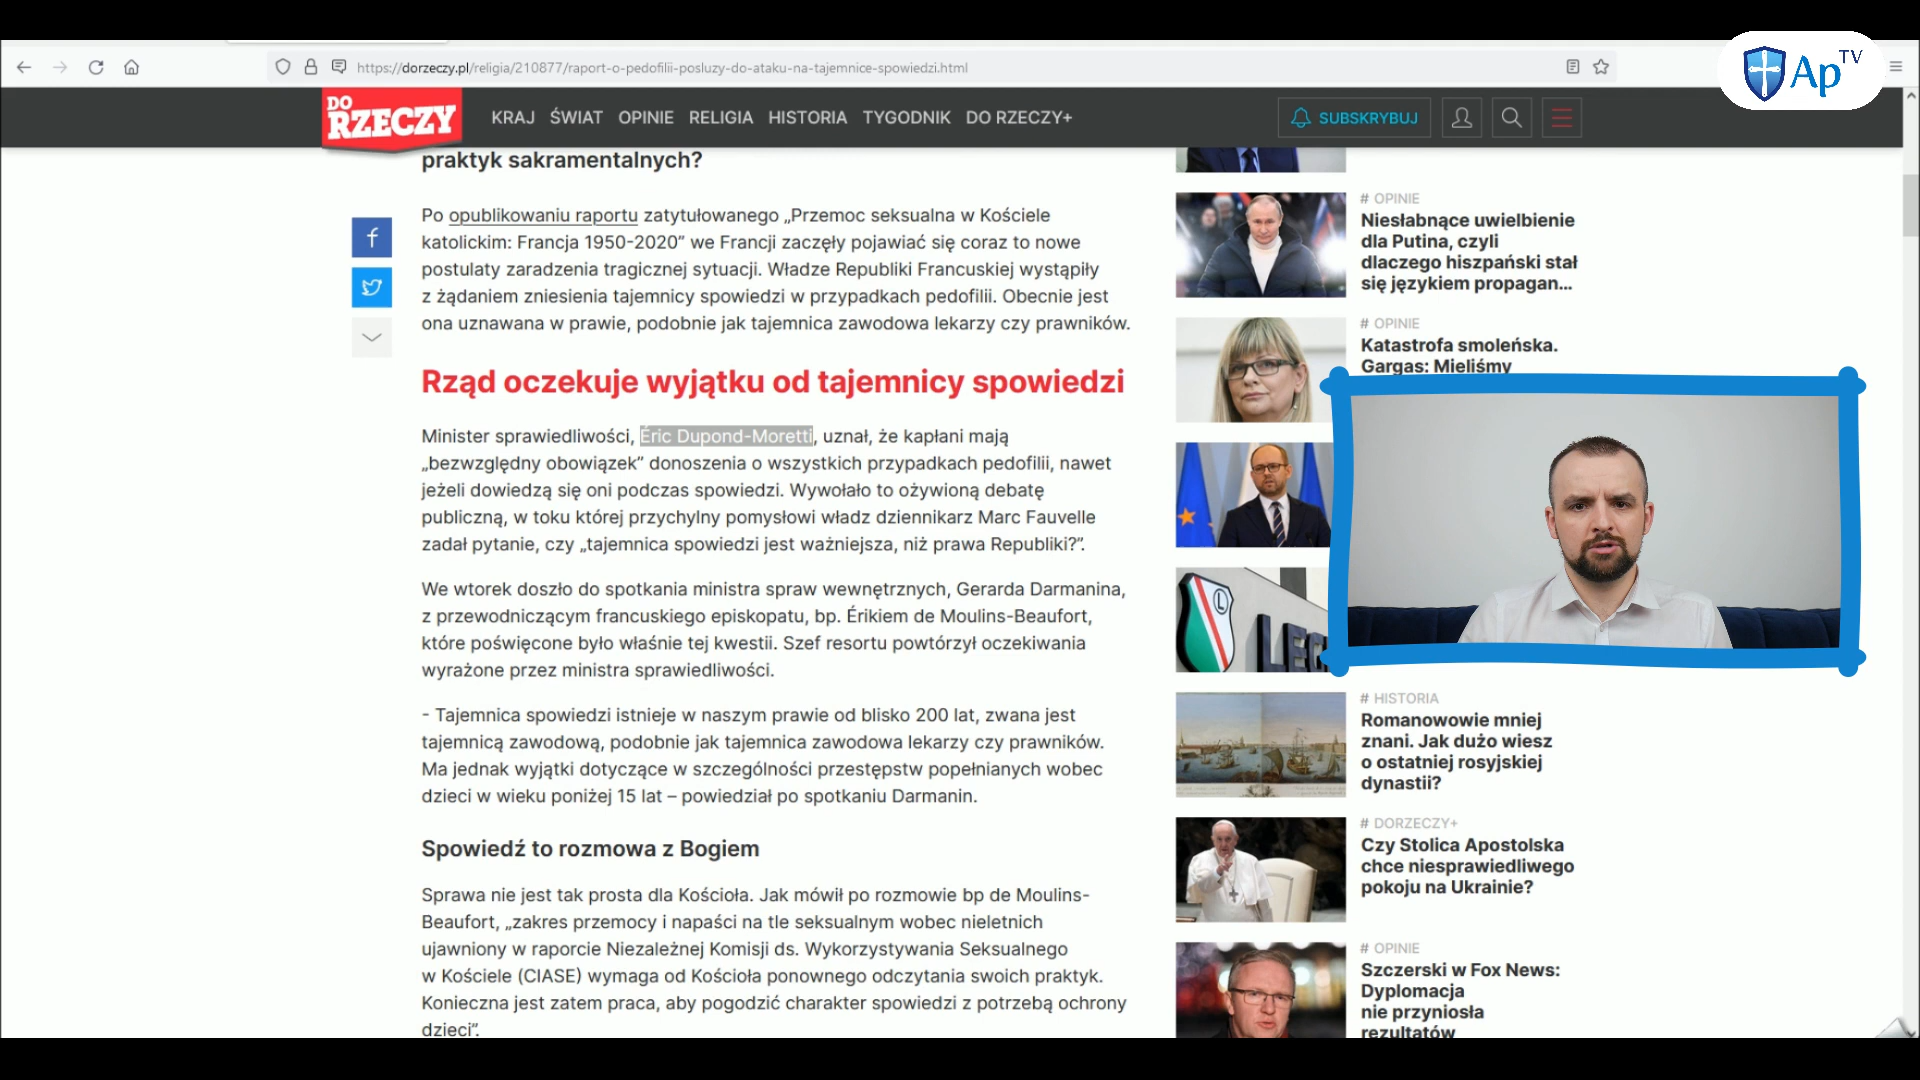 https://dorzeczy.pl/religia/210877/raport-o-pedofilii-posluzy-do-ataku-na-tajemnice-spowiedzi.html
Ap TV
DO RZECZY
KRAJ ŚWIAT OPINIE RELIGIA HISTORIA TYGODNIK DO RZECZY+
SUBSKRYBUJ
praktyk sakramentalnych?
Po opublikowaniu raportu zatytułowanego „Przemoc seksualna w Kościele
katolickim: Francja 1950-2020” we Francji zaczęły pojawiać się coraz to nowe
postulaty zaradzenia tragicznej sytuacji. Władze Republiki Francuskiej wystąpiły
z żądaniem zniesienia tajemnicy spowiedzi w przypadkach pedofilii. Obecnie jest
ona uznawana w prawie, podobnie jak tajemnica zawodowa lekarzy czy prawników.
Rząd oczekuje wyjątku od tajemnicy spowiedzi
Minister sprawiedliwości, Éric Dupond-Moretti, uznał, że kapłani mają
„bezwzględny obowiązek” donoszenia o wszystkich przypadkach pedofilii, nawet
jeżeli dowiedzą się oni podczas spowiedzi. Wywołało to ożywioną debatę
publiczną, w toku której przychylny pomysłowi władz dziennikarz Marc Fauvelle
zadał pytanie, czy „tajemnica spowiedzi jest ważniejsza, niż prawa Republiki?”.
We wtorek doszło do spotkania ministra spraw wewnętrznych, Gerarda Darmanina,
z przewodniczącym francuskiego episkopatu, bp. Érikiem de Moulins-Beaufort,
które poświęcone było właśnie tej kwestii. Szef resortu powtórzył oczekiwania
wyrażone przez ministra sprawiedliwości.
- Tajemnica spowiedzi istnieje w naszym prawie od blisko 200 lat, zwana jest
tajemnicą zawodową, podobnie jak tajemnica zawodowa lekarzy czy prawników.
Ma jednak wyjątki dotyczące w szczególności przestępstw popełnianych wobec
dzieci w wieku poniżej 15 lat – powiedział po spotkaniu Darmanin.
Spowiedź to rozmowa z Bogiem
Sprawa nie jest tak prosta dla Kościoła. Jak mówił po rozmowie bp de Moulins-
Beaufort, „zakres przemocy i napaści na tle seksualnym wobec nieletnich
ujawniony w raporcie Niezależnej Komisji ds. Wykorzystywania Seksualnego
w Kościele (CIASE) wymaga od Kościoła ponownego odczytania swoich praktyk.
Konieczna jest zatem praca, aby pogodzić charakter spowiedzi z potrzebą ochrony
dzieci”.
# OPINIE
Niesłabnące uwielbienie
dla Putina, czyli
dlaczego hiszpański stał
się językiem propagan...
# OPINIE
Katastrofa smoleńska.
Gargas: Mieliśmy
L
LEG
# HISTORIA
Romanowowie mniej
znani. Jak dużo wiesz
o ostatniej rosyjskiej
dynastii?
# DORZECZY+
Czy Stolica Apostolska
chce niesprawiedliwego
pokoju na Ukrainie?
# OPINIE
Szczerski w Fox News:
Dyplomacja
nie przyniosła
rezultatów